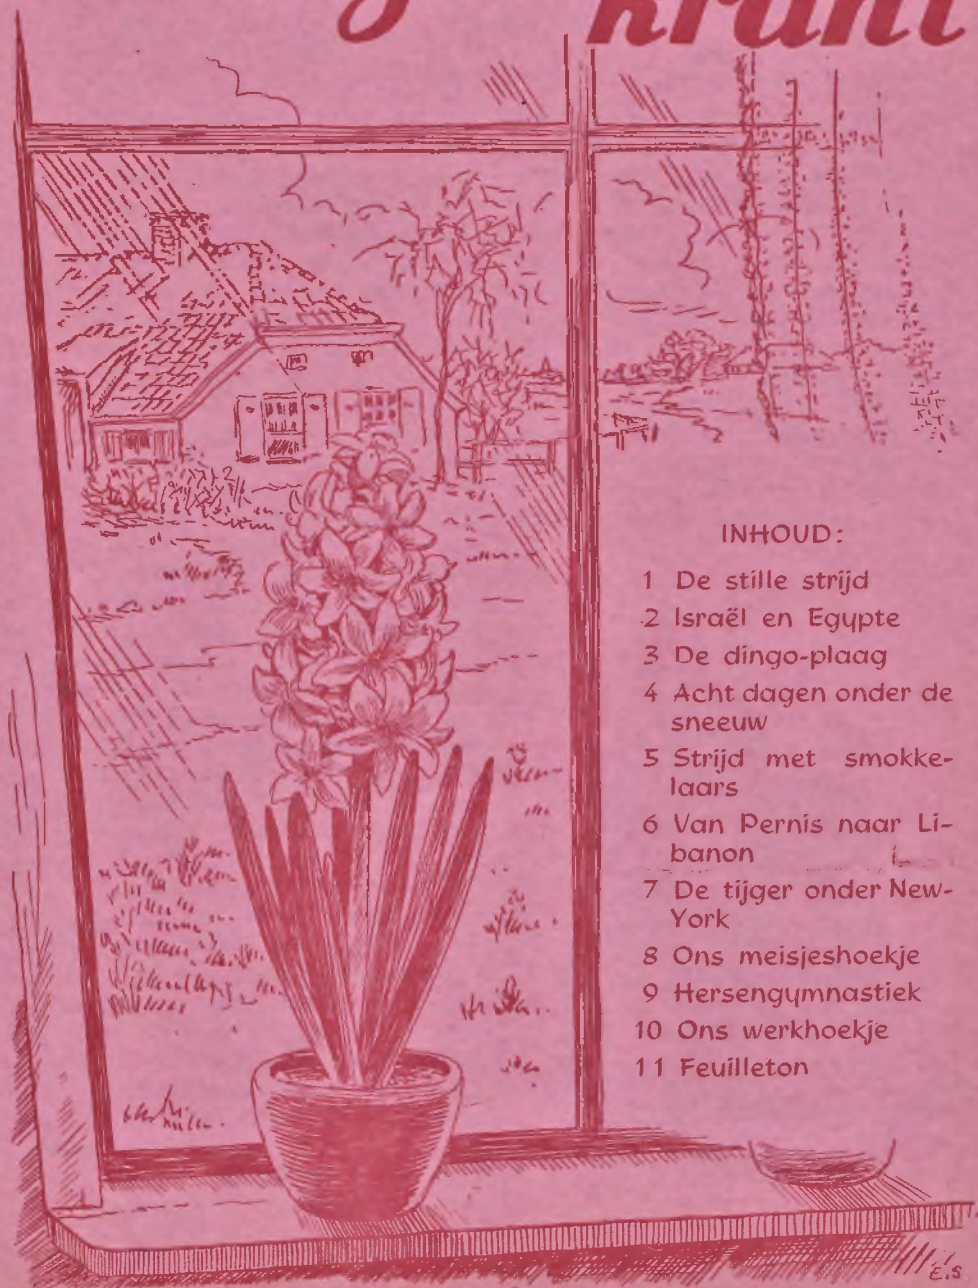 krant
INHOUD:
1 De stille strijd
2 Israël en Egypte
3 De dingo-plaag
4 Acht dagen onder de
sneeuw
5 Strijd met smokke-
laars
6 Van Pernis naar Li-
banon
7 De tijger onder New-
York
8 Ons meisjeshoekje
9 Hersengymnastiek
10 Ons werkhoekje
11 Feuilleton
E.S